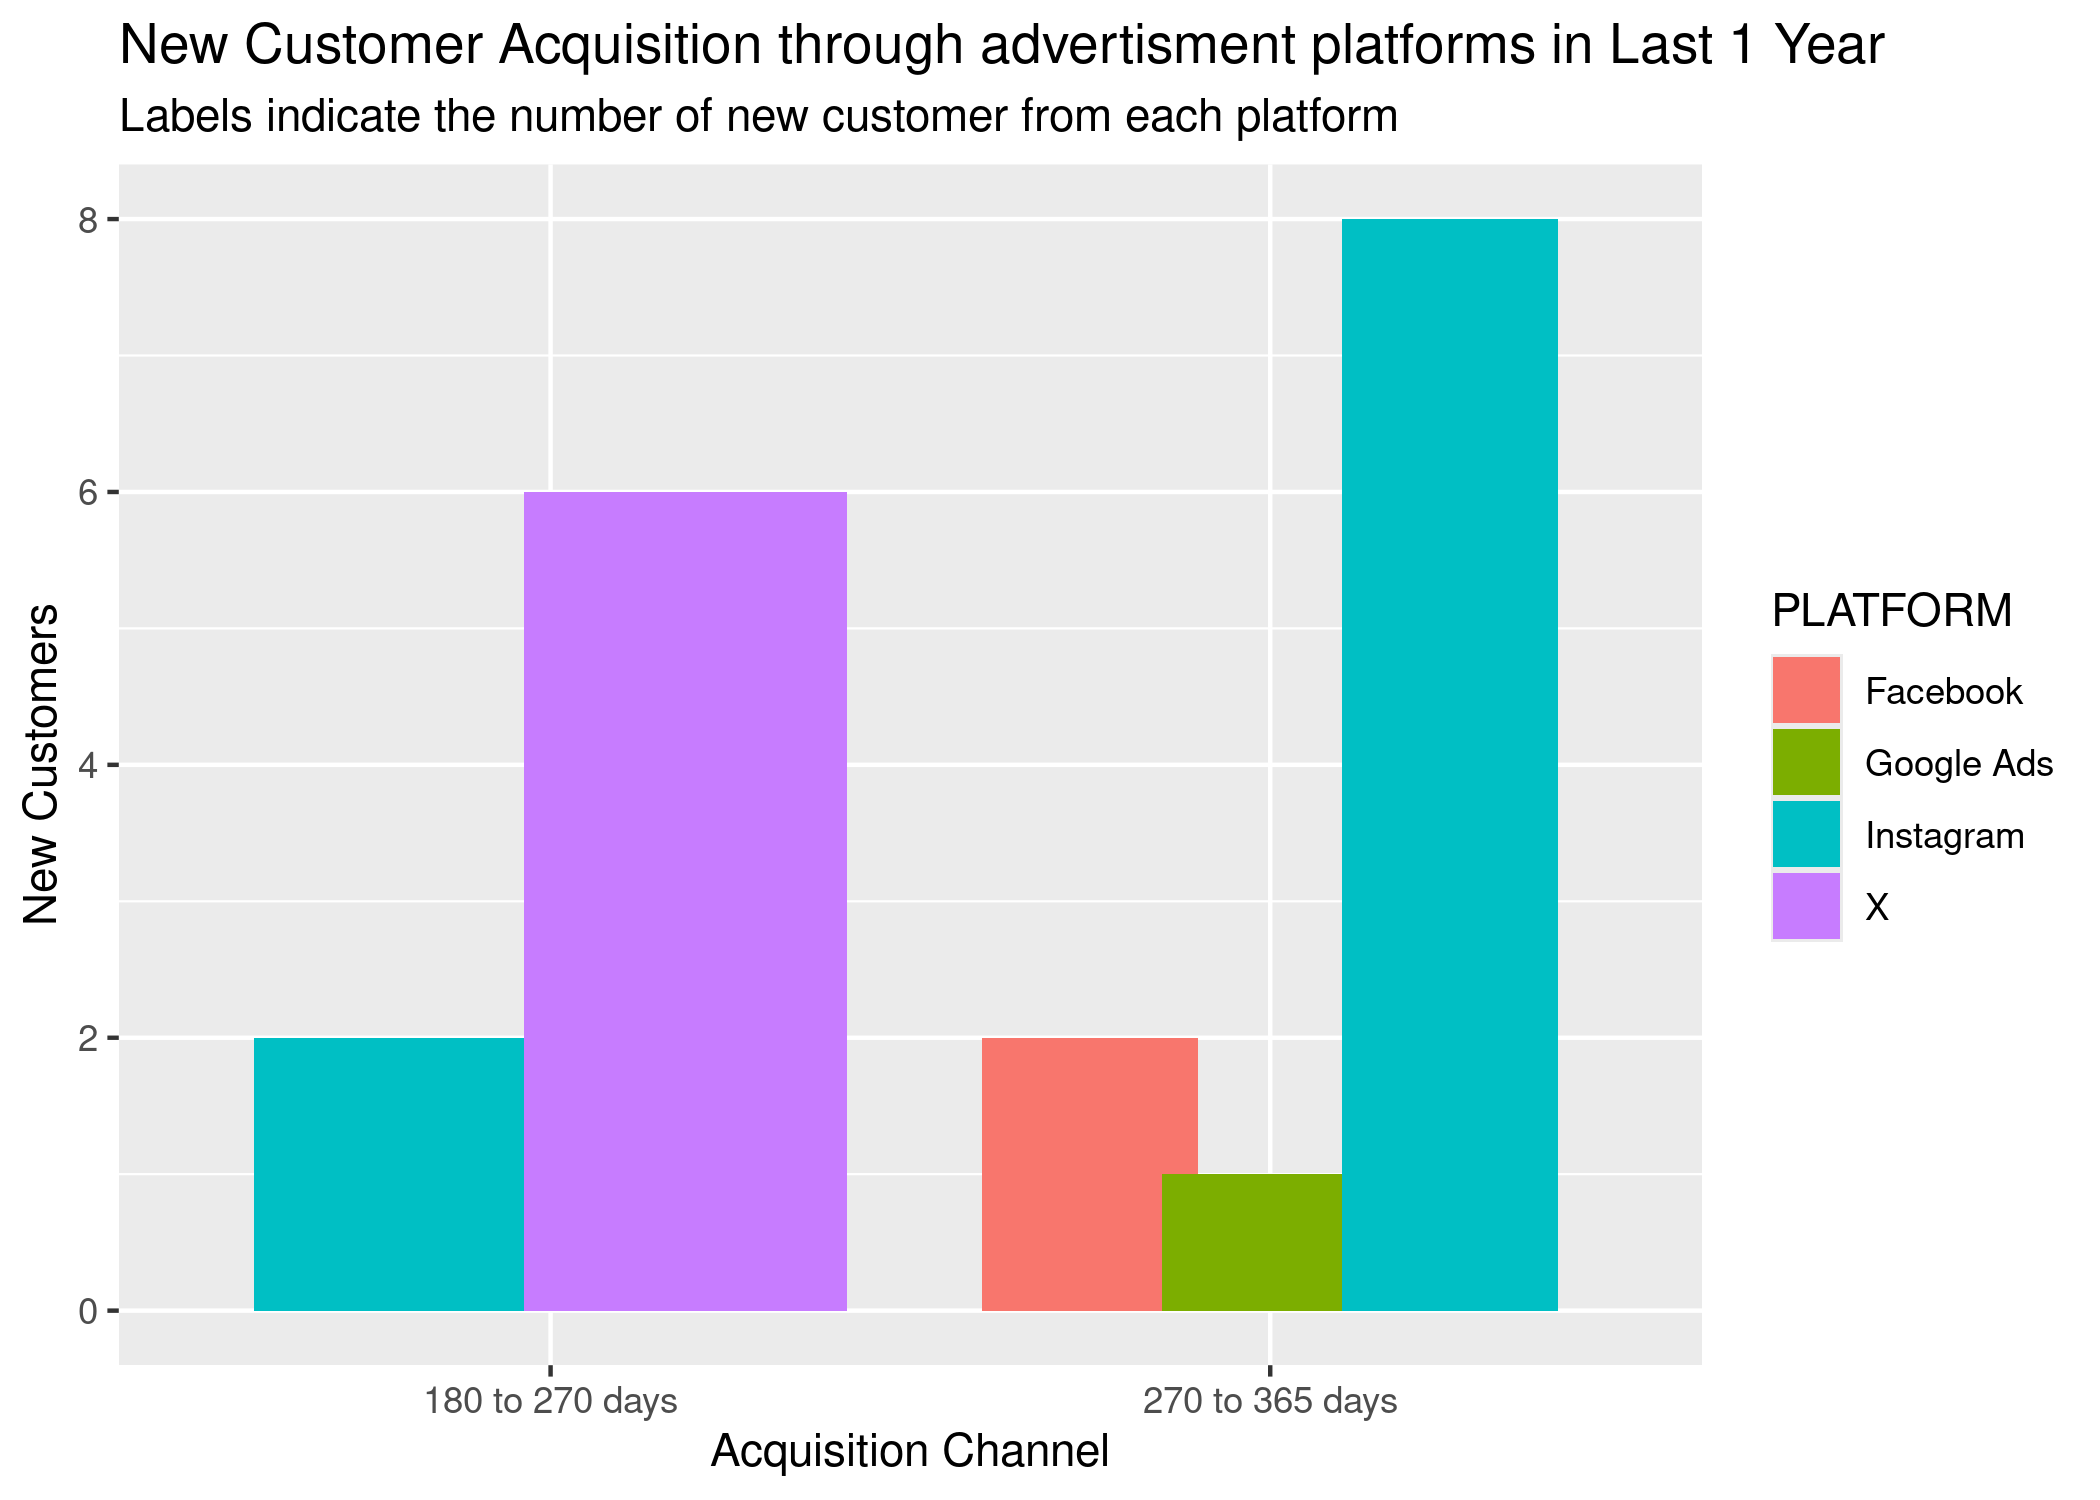 New Customer Acquisition through advertisment platforms in Last 1 Year
Labels indicate the number of new customer from each platform
New Customers
8
6
4
2
0
180 to 270 days
270 to 365 days
Acquisition Channel
PLATFORM
Facebook
Google Ads
Instagram
X